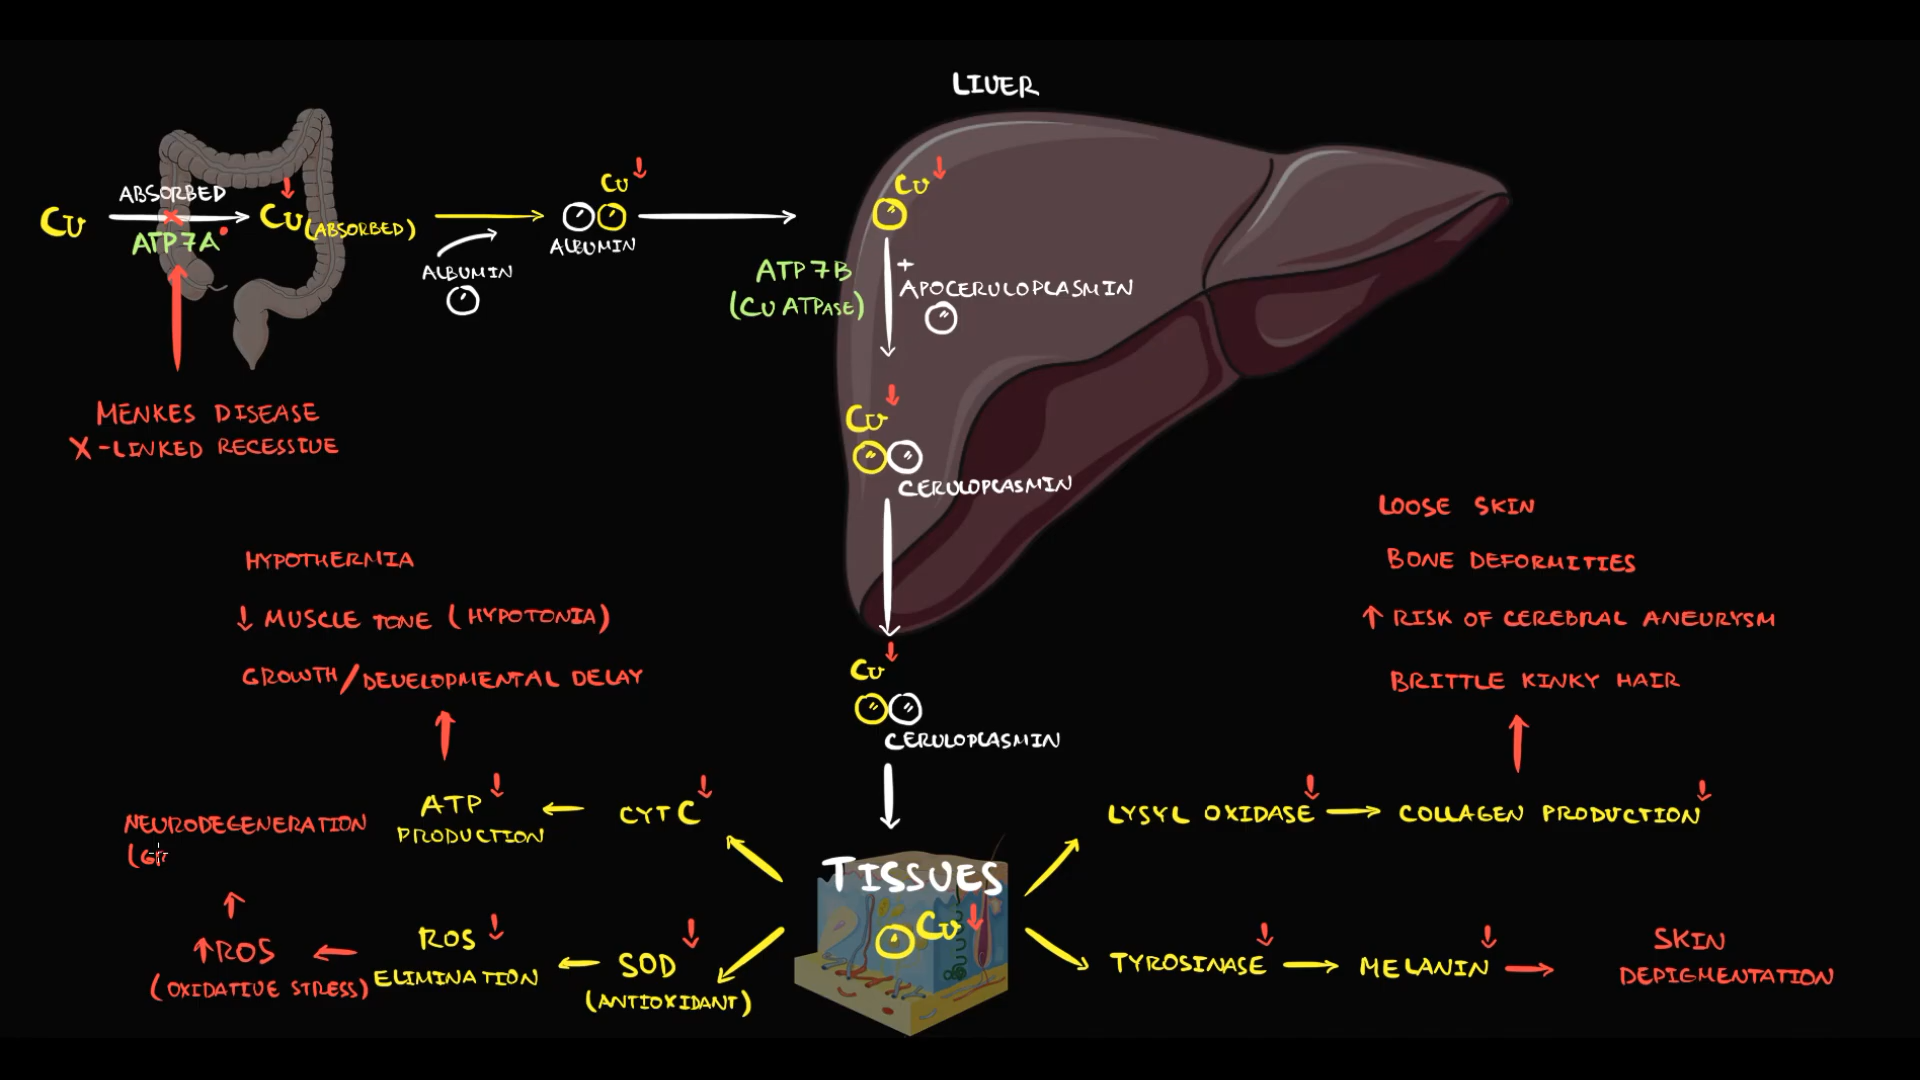 LIVER
Cu
ABSORBED
ATP7A
Cu (ABSORBED)
ALBUMIN
Cu
ALBUMIN
Cu
ATP7B
(Cu ATPASE)
+
APOCERULOPLASMIN
MENKES DISEASE
X-LINKED RECESSIVE
Cu
CERULOPLASMIN
HYPOTHERMIA
↓ MUSCLE TONE (HYPOTONIA)
GROWTH/DEVELOPMENTAL DELAY
LOOSE SKIN
BONE DEFORMITIES
↑ RISK OF CEREBRAL ANEURYSM
BRITTLE KINKY HAIR
Cu
CERULOPLASMIN
NEURODEGENERATION
ATP
PRODUCTION
CYT C
LYSYL OXIDASE
COLLAGEN PRODUCTION
TISSUES
Cu
↑ROS
(OXIDATIVE STRESS)
ROS
ELIMINATION
SOD
(ANTIOXIDANT)
TYROSINASE
MELANIN
SKIN
DEPIGMENTATION